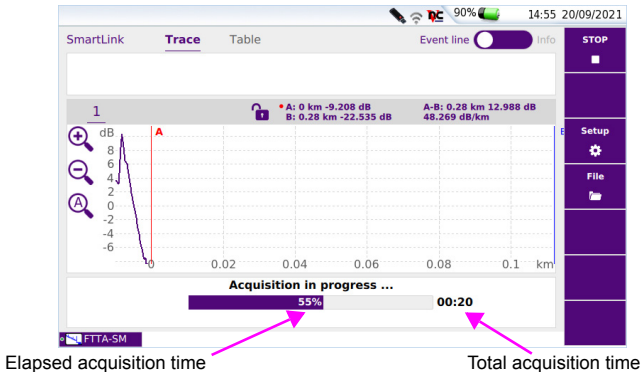 90% 14:55 20/09/2021
SmartLink Trace Table Event line Info STOP
1 A: 0 km -9.208 dB A-B: 0.28 km 12.988 dB
B: 0.28 km -22.535 dB 48.269 dB/km
Setup
File
dB A
8
6
4
2
0
-2
-4
-6
0 0.02 0.04 0.06 0.08 0.1 km
Acquisition in progress ...
55% 00:20
FTTA-SM
Elapsed acquisition time Total acquisition time